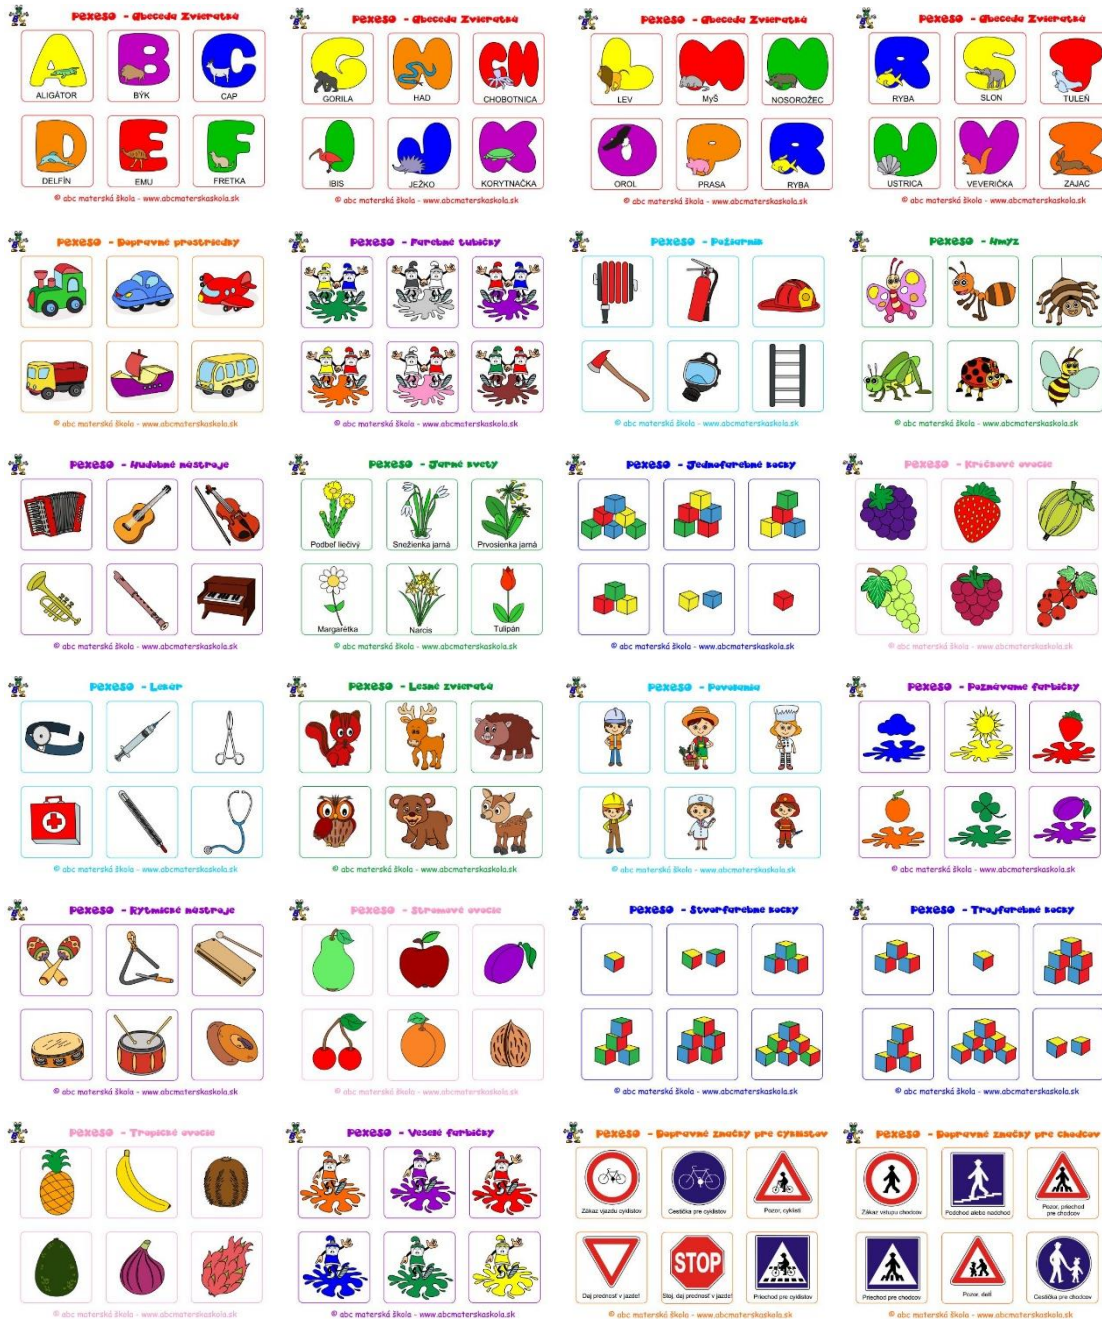 Pexeso - Abeceda Zvieratká
A
ALIGÁTOR
B
BÝK
C
CAP
D
DELFÍN
E
EMU
F
FRETKA
© abc materská škola - www.abcmaterskaskola.sk
Pexeso - Abeceda Zvieratká
G
GORILA
H
HAD
CH
CHOBOTNICA
I
IBIS
J
JEŽKO
K
KORYTNAČKA
© abc materská škola - www.abcmaterskaskola.sk
Pexeso - Abeceda Zvieratká
L
LEV
M
MyŠ
N
NOSOROŽEC
O
OROL
P
PRASA
R
RYBA
© abc materská škola - www.abcmaterskaskola.sk
Pexeso - Abeceda Zvieratká
R
RYBA
S
SLON
T
TULEŇ
U
USTRICA
V
VEVERIČKA
Z
ZAJAC
© abc materská škola - www.abcmaterskaskola.sk
Pexeso - Dopravné prostriedky
© abc materská škola - www.abcmaterskaskola.sk
Pexeso - Farebné tubičky
© abc materská škola - www.abcmaterskaskola.sk
Pexeso - Požiarnik
© abc materská škola - www.abcmaterskaskola.sk
Pexeso - Hmyz
© abc materská škola - www.abcmaterskaskola.sk
Pexeso - Hudobné nástroje
© abc materská škola - www.abcmaterskaskola.sk
Pexeso - Jarné kvety
Podbeľ liečivý
Snežienka jarná
Prvosienka jarná
Margarétka
Narcis
Tulipán
© abc materská škola - www.abcmaterskaskola.sk
Pexeso - Jednofarebné kocky
© abc materská škola - www.abcmaterskaskola.sk
Pexeso - Kríčkové ovocie
© abc materská škola - www.abcmaterskaskola.sk
Pexeso - Lekár
© abc materská škola - www.abcmaterskaskola.sk
Pexeso - Lesné zvieratá
© abc materská škola - www.abcmaterskaskola.sk
Pexeso - Povolania
© abc materská škola - www.abcmaterskaskola.sk
Pexeso - Poznávame farbičky
© abc materská škola - www.abcmaterskaskola.sk
Pexeso - Rytmické nástroje
© abc materská škola - www.abcmaterskaskola.sk
Pexeso - Stromové ovocie
© abc materská škola - www.abcmaterskaskola.sk
Pexeso - Štvorfarebné kocky
© abc materská škola - www.abcmaterskaskola.sk
Pexeso - Trojfarebné kocky
© abc materská škola - www.abcmaterskaskola.sk
Pexeso - Tropické ovocie
© abc materská škola - www.abcmaterskaskola.sk
Pexeso - Veselé farbičky
© abc materská škola - www.abcmaterskaskola.sk
Pexeso - Dopravné značky pre cyklistov
Zákaz vjazdu cyklistov
Cestička pre cyklistov
Pozor, cyklisti
Daj prednosť v jazde!
STOP
Stoj, daj prednosť v jazde!
Priechod pre cyklistov
© abc materská škola - www.abcmaterskaskola.sk
Pexeso - Dopravné značky pre chodcov
Zákaz vstupu chodcov
Podchod alebo nadchod
Pozor, priechod
pre chodcov
Priechod pre chodcov
Pozor, deti
Cestička pre chodcov
© abc materská škola - www.abcmaterskaskola.sk